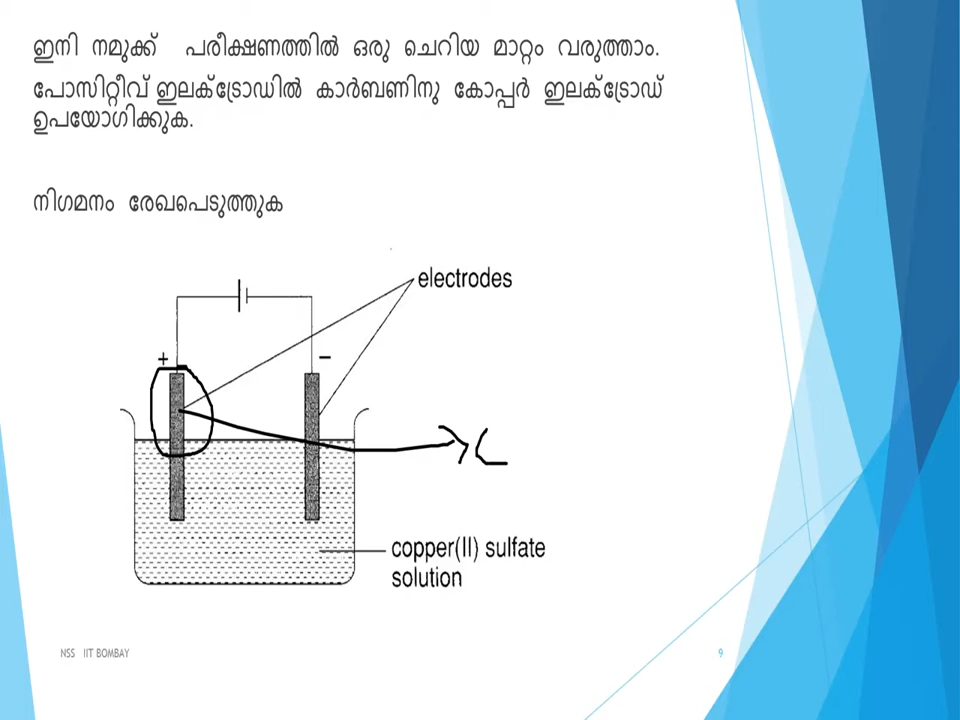 ഇനി നമുക്ക് പരീക്ഷണത്തിൽ ഒരു ചെറിയ മാറ്റം വരുത്താം.
പോസിറ്റീവ് ഇലക്ട്രോഡിൽ കാർബണിനു കോപ്പർ ഇലക്ട്രോഡ്
ഉപയോഗിക്കുക.
നിഗമനം രേഖപെടുത്തുക
electrodes
+
−
C
copper(II) sulfate
solution
NSS IIT BOMBAY
9